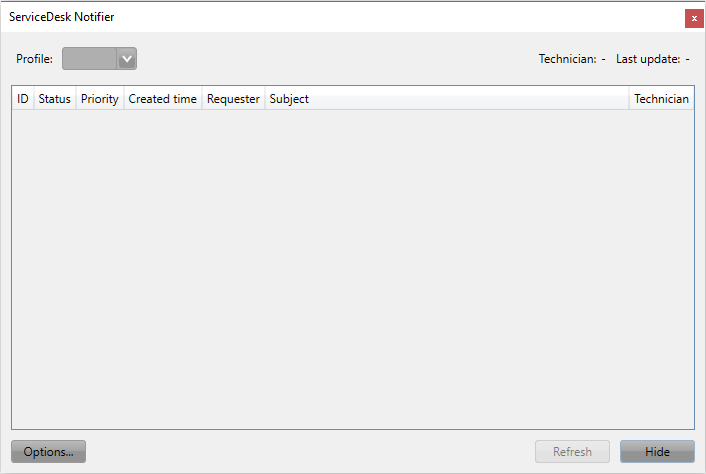 ServiceDesk Notifier
x
Profile:
Technician: - Last update: -
ID Status Priority Created time Requester Subject Technician
Options... Refresh Hide